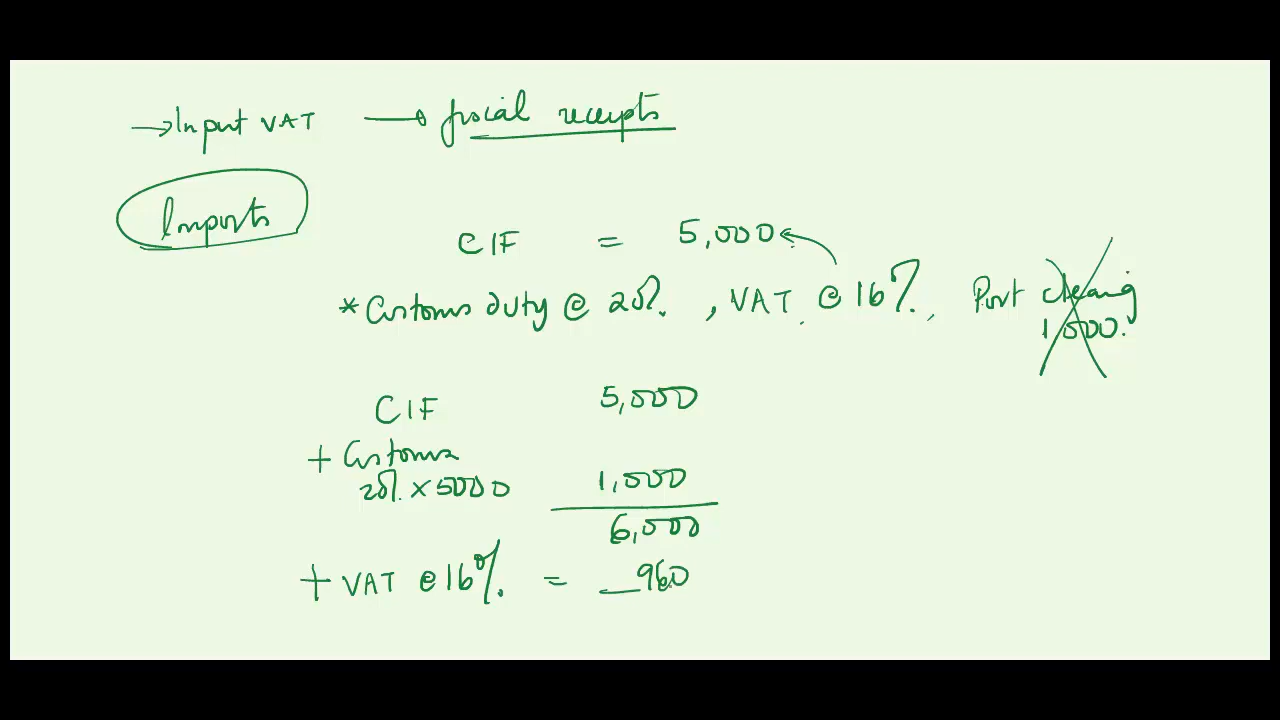 →Input VAT → fiscal receipts
Imports
CIF = 5,000
*Customs duty @ 20%, VAT @ 16%, Port clearing
1,500.
CIF 5,000
+ Customs
20% × 5000 1,000
6,000
+ VAT @ 16% = 960